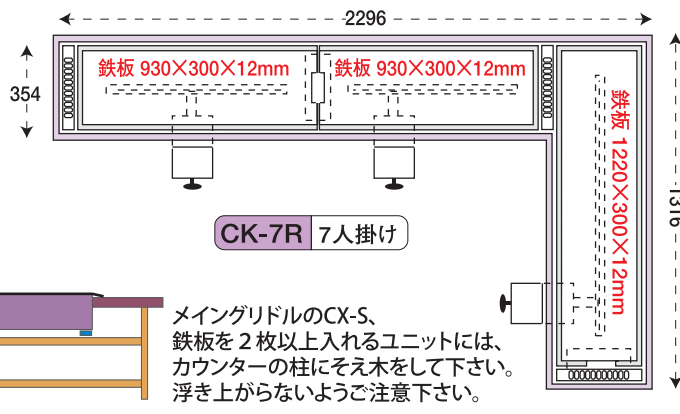 2296
354
鉄板 930×300×12mm
鉄板 930×300×12mm
鉄板 1220×300×12mm
1316
CK-7R 7人掛け
メイングリドルのCX-S、
鉄板を２枚以上入れるユニットには、
カウンターの柱にそえ木をして下さい。
浮き上がらないようご注意下さい。